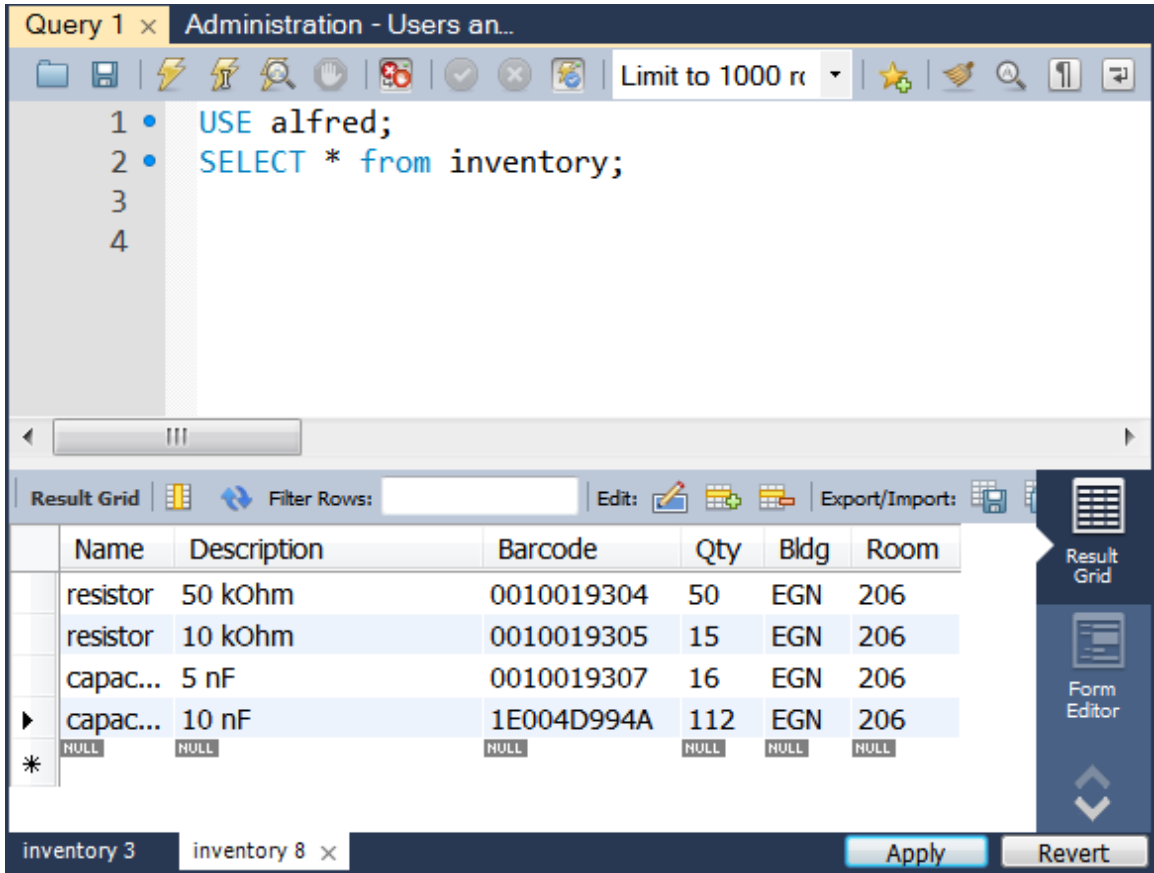 Query 1 × Administration - Users an...
Limit to 1000 rc
1 USE alfred;
2 SELECT * from inventory;
3
4
Result Grid Filter Rows: Edit: Export/Import:
Name Description Barcode Qty Bldg Room
resistor 50 kOhm 0010019304 50 EGN 206
resistor 10 kOhm 0010019305 15 EGN 206
capac... 5 nF 0010019307 16 EGN 206
capac... 10 nF 1E004D994A 112 EGN 206
NULL NULL NULL NULL NULL NULL
Result
Grid
Form
Editor
inventory 3 inventory 8 × Apply Revert